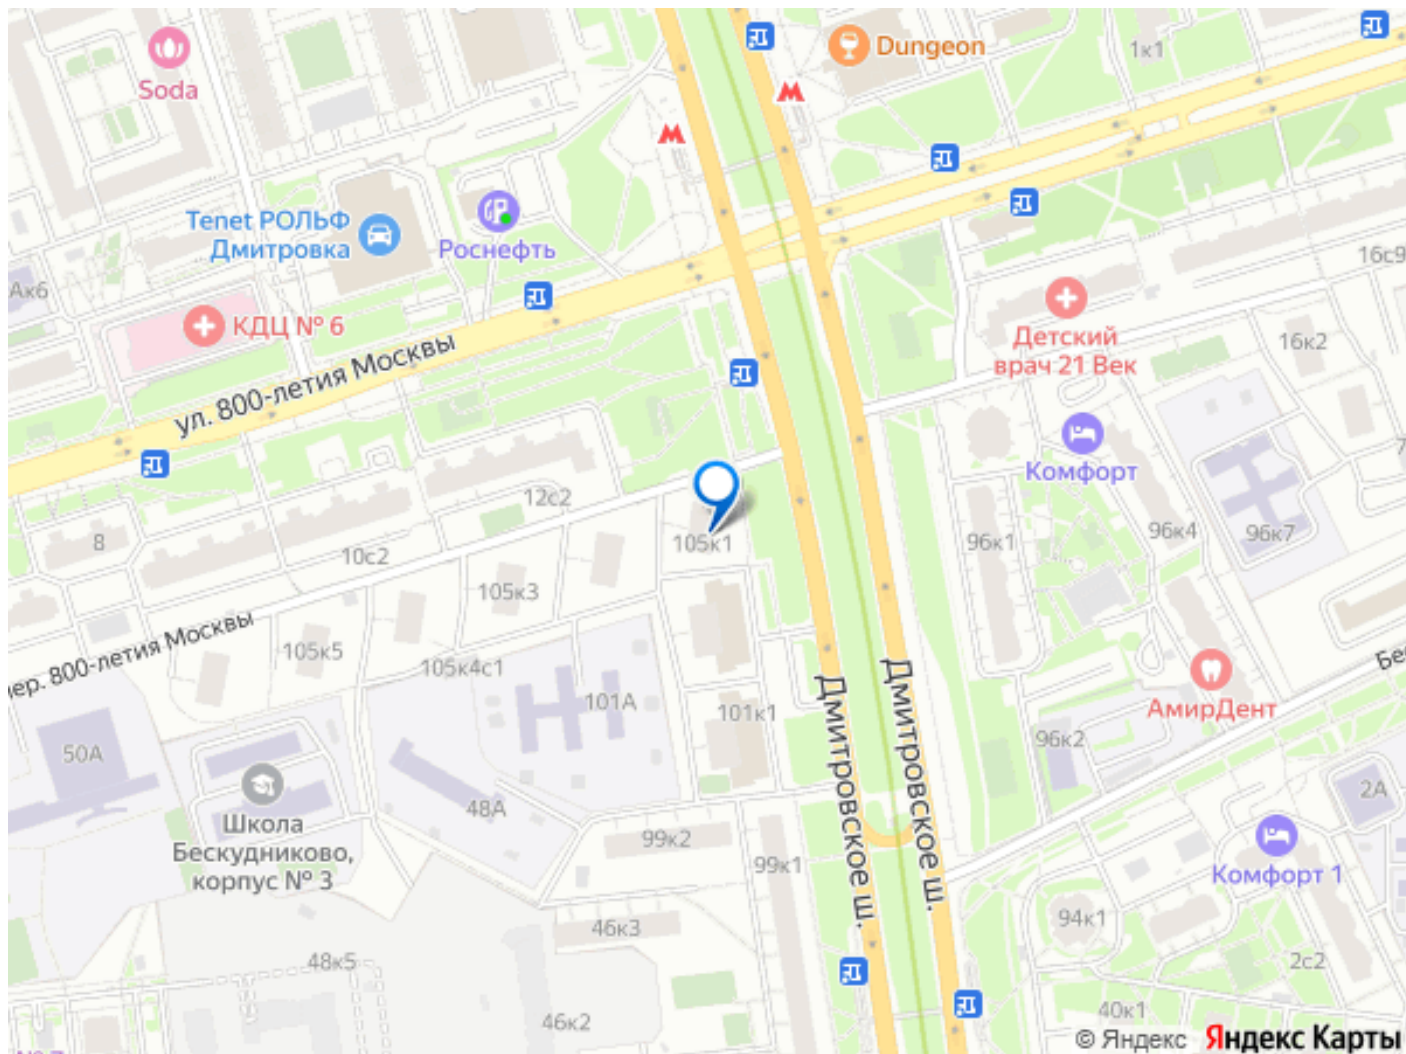 Soda
Dungeon
1к1
Tenet РОЛЬФ
Дмитровка
Роснефть
16с9
Ак6
КДЦ № 6
ул. 800-летия Москвы
Детский
врач 21 Век
16к2
Комфорт
12с2
8
10с2
105к1
96к1
96к4
96к7
105к3
пер. 800-летия Москвы
105к5
105к4с1
101А
101к1
АмирДент
Дмитровское ш.
Дмитровское ш.
96к2
50А
48А
2А
Школа
Бескудниково,
корпус № 3
99к2
99к1
Комфорт 1
94к1
46к3
48к5
2с2
46к2
40к1
© Яндекс Яндекс Карты